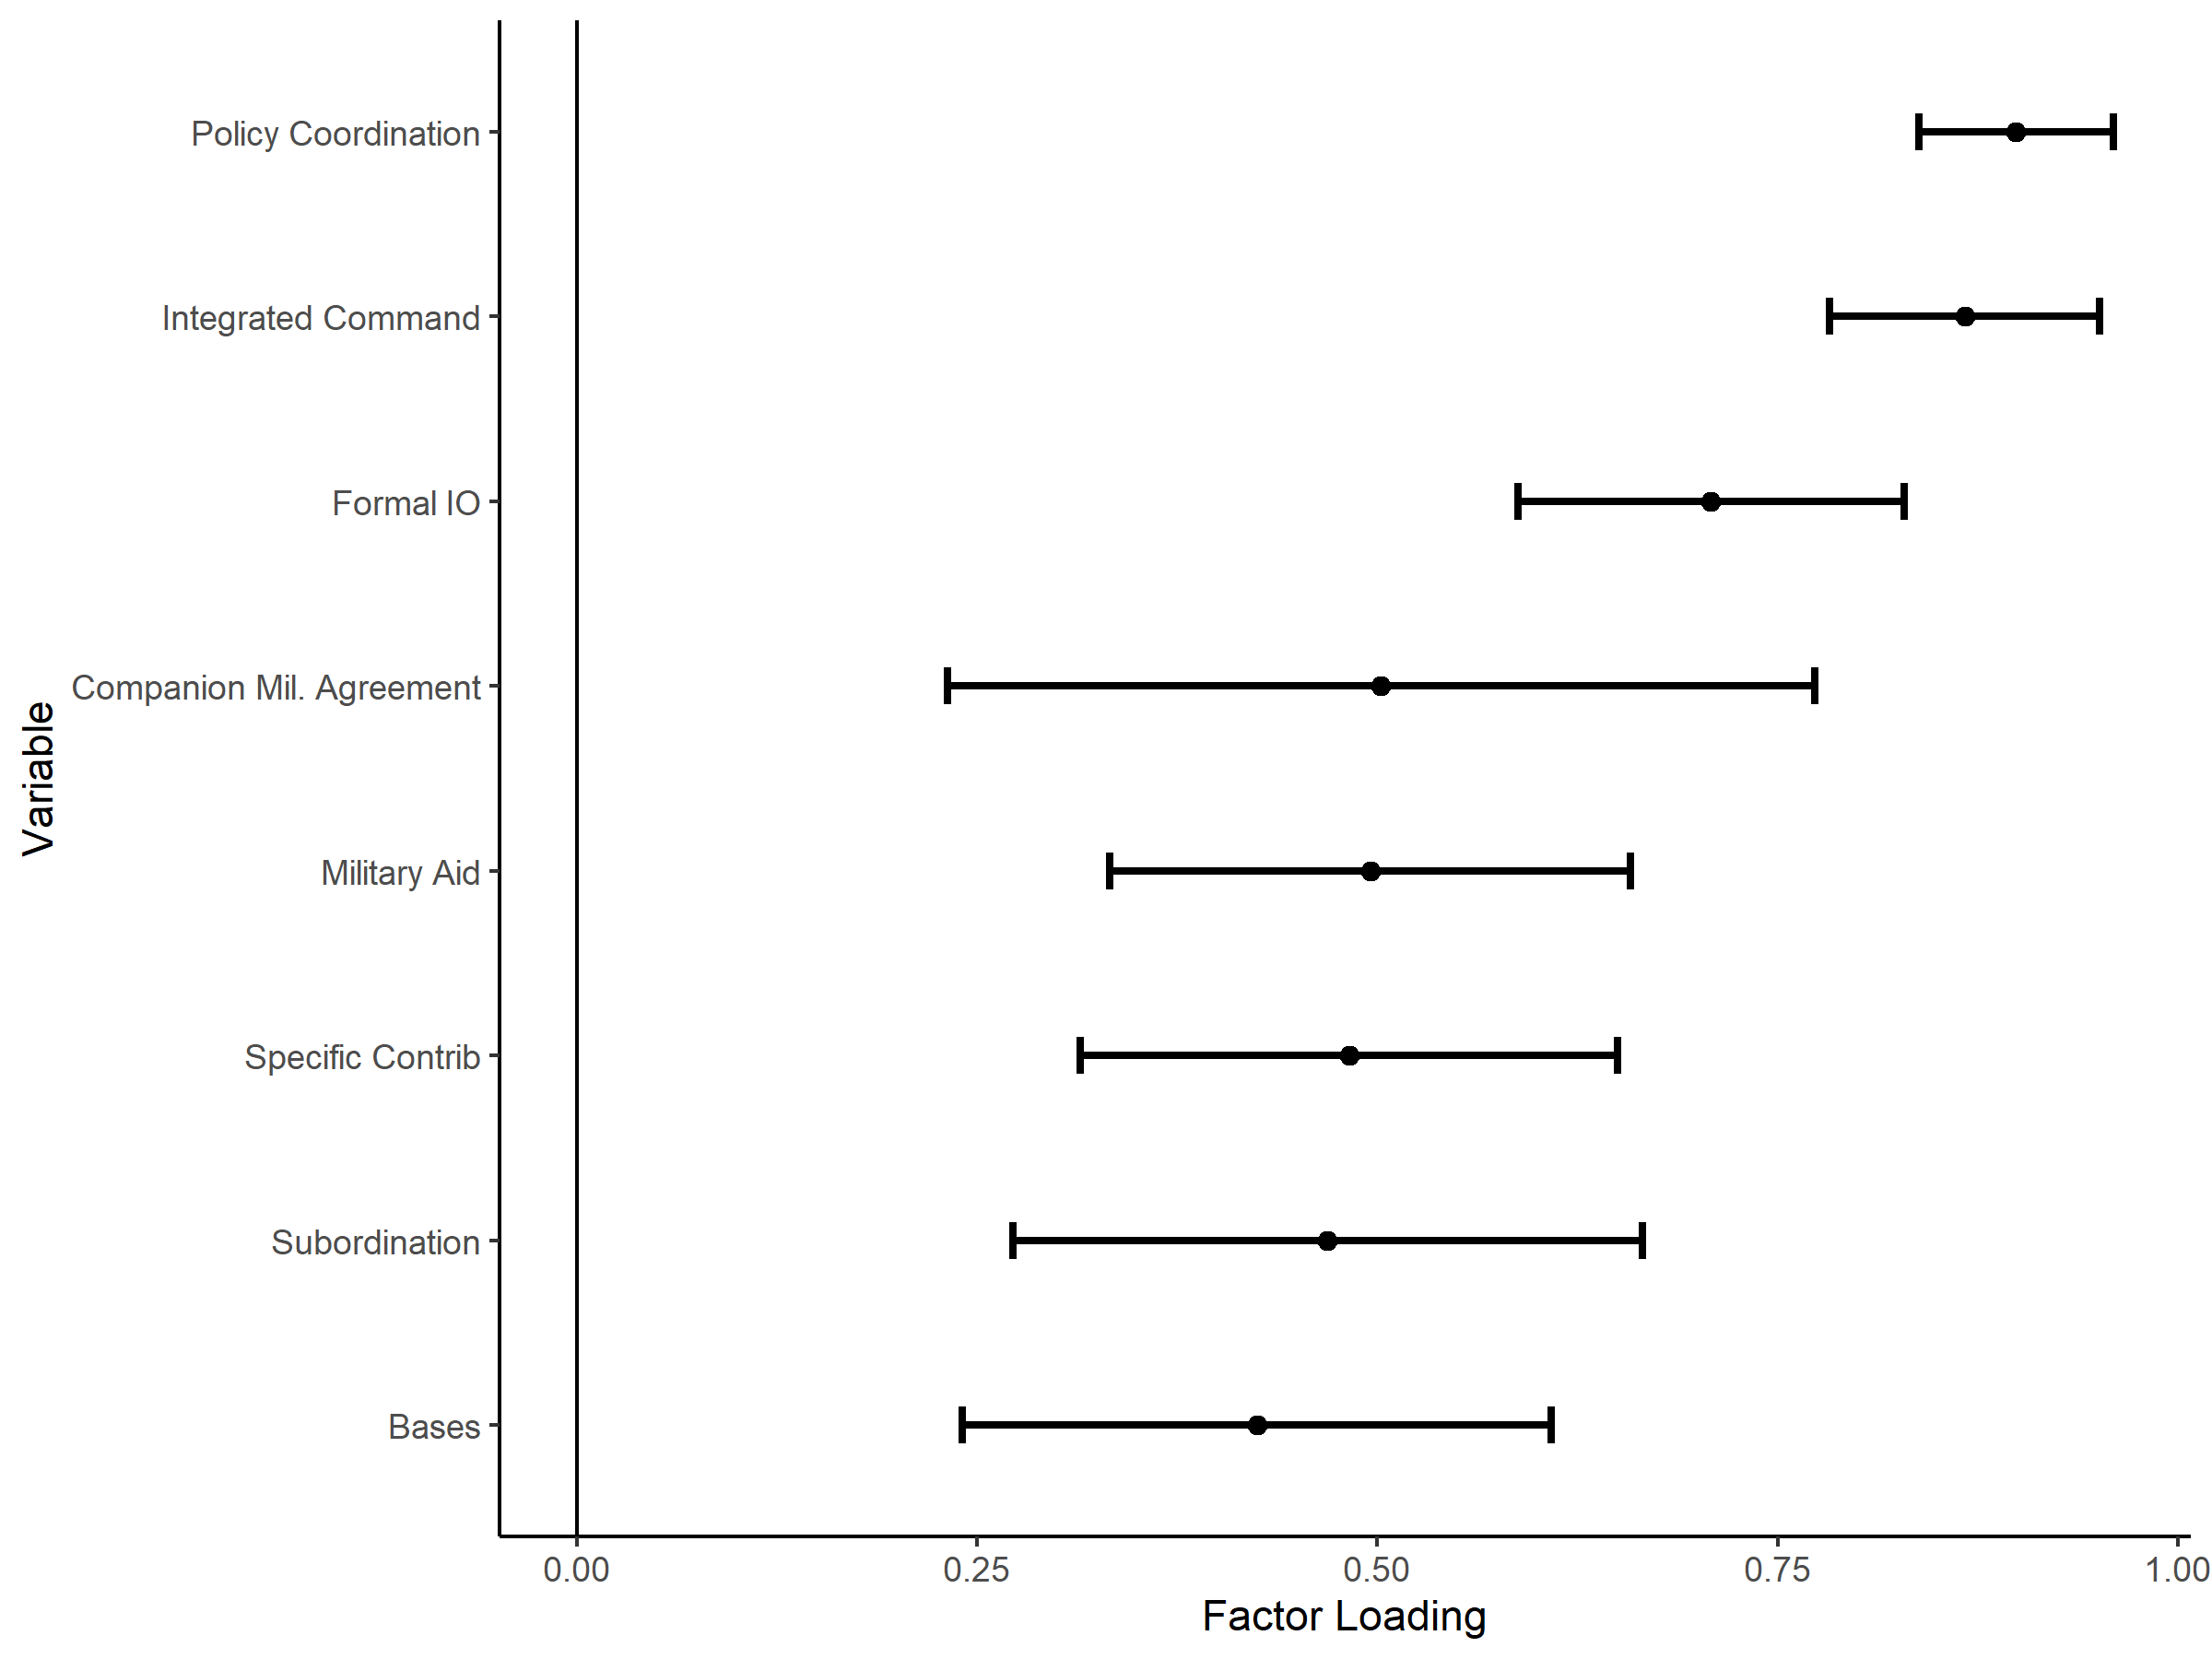 Policy Coordination
Integrated Command
Formal IO
Companion Mil. Agreement
Military Aid
Specific Contrib
Subordination
Bases
Variable
0.00 0.25 0.50 0.75 1.00
Factor Loading